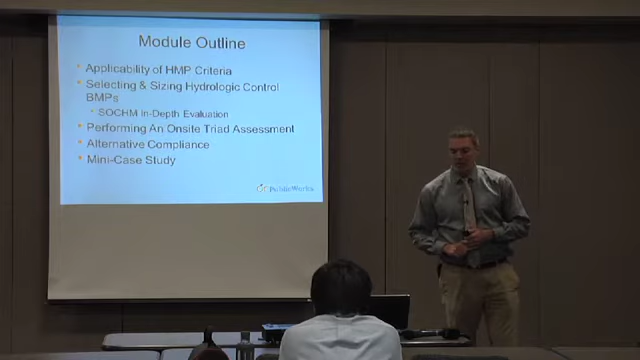 Module Outline
Applicability of HMP Criteria
Selecting & Sizing Hydrologic Control
BMPs
SOCHM In-Depth Evaluation
Performing An Onsite Triad Assessment
Alternative Compliance
Mini-Case Study
OC PublicWorks